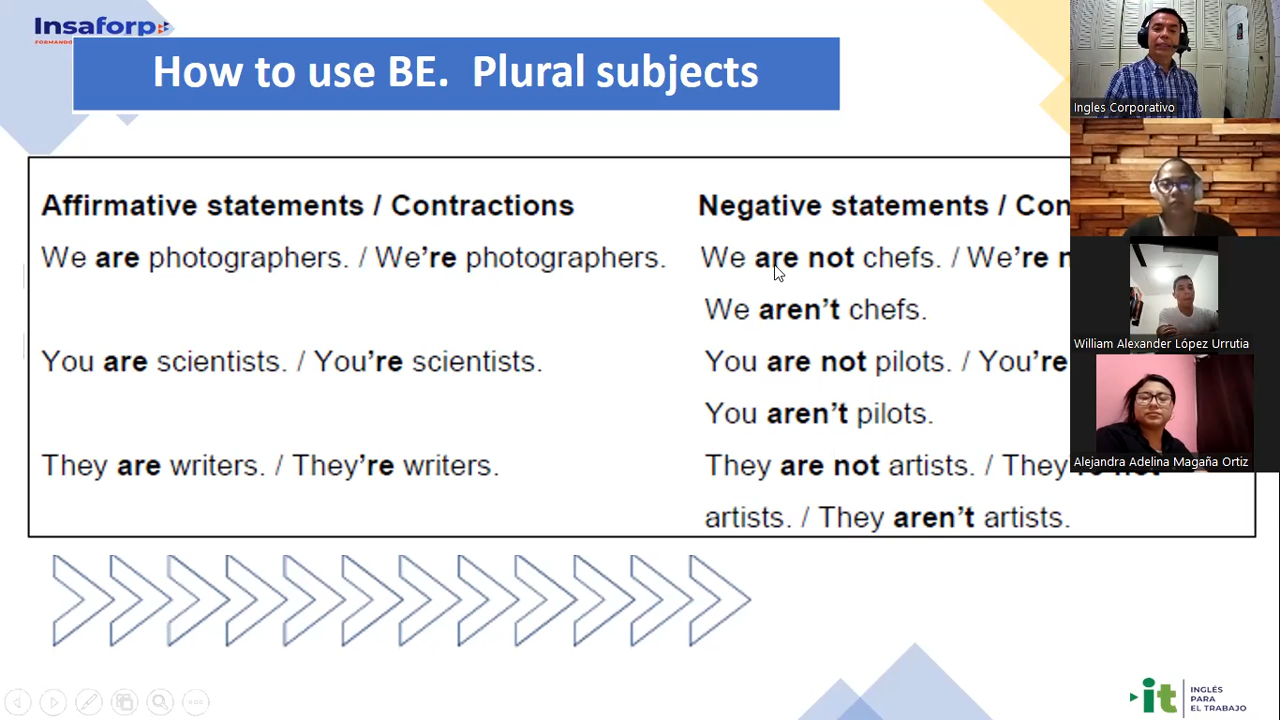 Insaforp
How to use BE. Plural subjects
Affirmative statements / Contractions
We are photographers. / We're photographers.
You are scientists. / You're scientists.
They are writers. / They're writers.
Negative statements /
We are not chefs. / We're
We aren't chefs.
You are not pilots. / You're
You aren't pilots.
They are not artists. / They
artists. / They aren't artists.
Ingles Corporativo
William Alexander López Urrutia
Alejandra Adelina Magaña Ortiz
it INGLÉS
PARA
EL TRABAJO